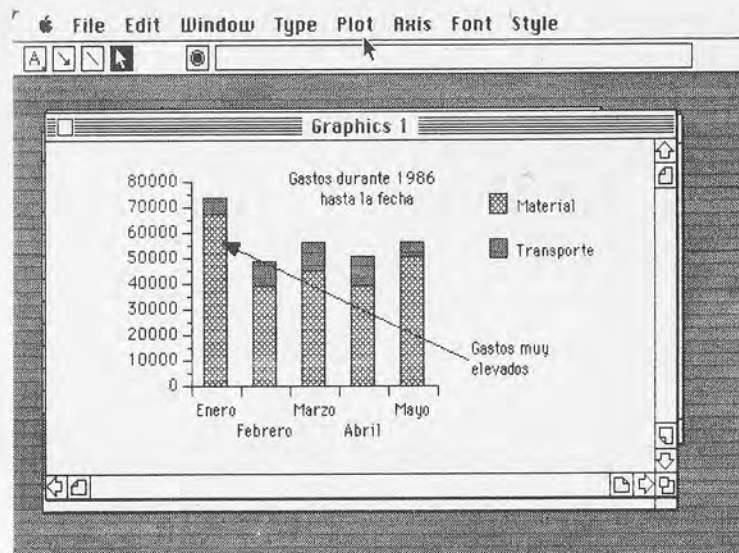 File Edit Window Type Plot Axis Font Style
A
Graphics 1
Gastos durante 1986
hasta la fecha
80000
70000
60000
50000
40000
30000
20000
10000
0
Material
Transporte
Gastos muy
elevados
Enero
Febrero
Marzo
Abril
Mayo